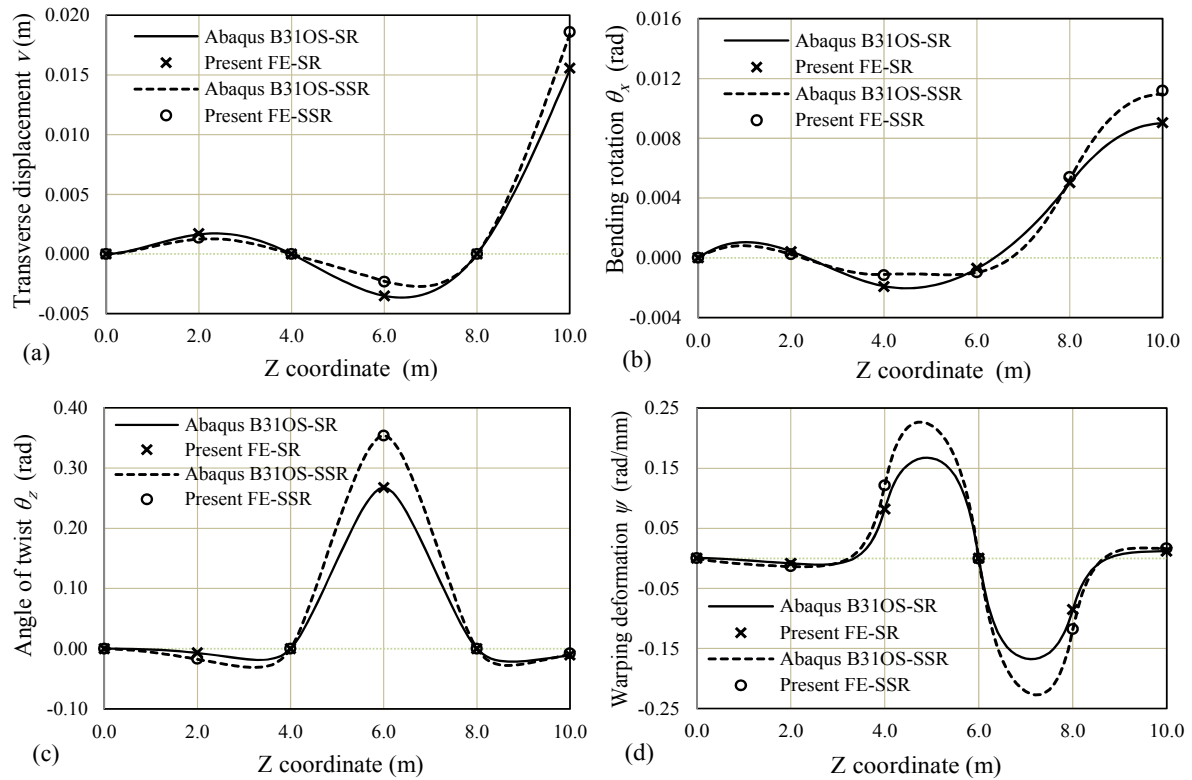 Transverse displacement v (m)
0.020
0.015
0.010
0.005
0.000
-0.005
Abaqus B31OS-SR
Present FE-SR
Abaqus B31OS-SSR
Present FE-SSR
0.0 2.0 4.0 6.0 8.0 10.0
(a)
Z coordinate (m)
Bending rotation θx (rad)
0.016
0.012
0.008
0.004
0.000
-0.004
Abaqus B31OS-SR
Present FE-SR
Abaqus B31OS-SSR
Present FE-SSR
0.0 2.0 4.0 6.0 8.0 10.0
(b)
Z coordinate (m)
Angle of twist θz (rad)
0.40
0.30
0.20
0.10
0.00
-0.10
Abaqus B31OS-SR
Present FE-SR
Abaqus B31OS-SSR
Present FE-SSR
0.0 2.0 4.0 6.0 8.0 10.0
(c)
Z coordinate (m)
Warping deformation ψ (rad/mm)
0.25
0.15
0.05
-0.05
-0.15
-0.25
Abaqus B31OS-SR
Present FE-SR
Abaqus B31OS-SSR
Present FE-SSR
0.0 2.0 4.0 6.0 8.0 10.0
(d)
Z coordinate (m)